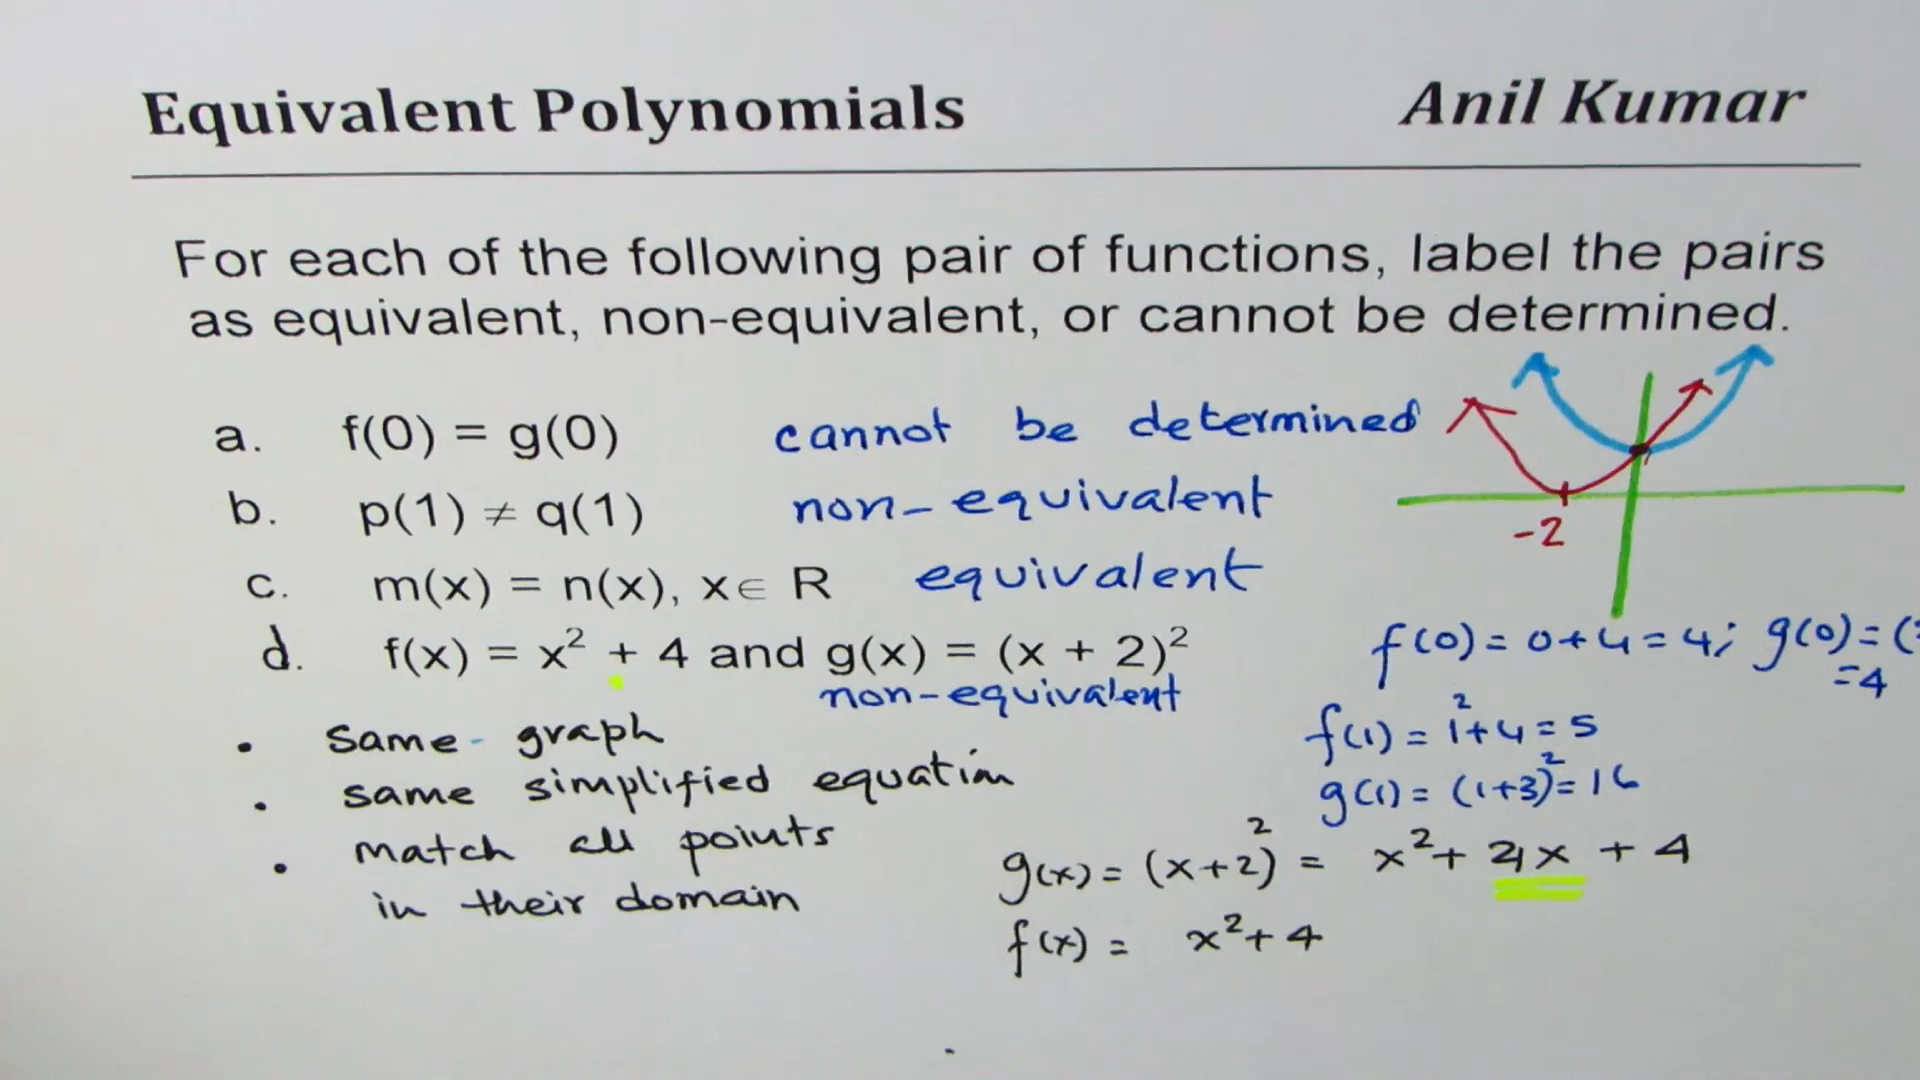 Equivalent Polynomials Anil Kumar
For each of the following pair of functions, label the pairs
as equivalent, non-equivalent, or cannot be determined.
a. f(0) = g(0) cannot be determined
b. p(1) ≠ q(1) non-equivalent
-2
c. m(x) = n(x), x∈ R equivalent
d. f(x) = x² + 4 and g(x) = (x + 2)²
non-equivalent
f(0) = 0+4 = 4; g(0) = (
=4
• Same graph
f(1) = 1²+4 = 5
• same simplified equation
g(1) = (1+3)² = 16
• match all points
in their domain
g(x) = (x+2)² = x² + 4x + 4
f(x) = x²+4